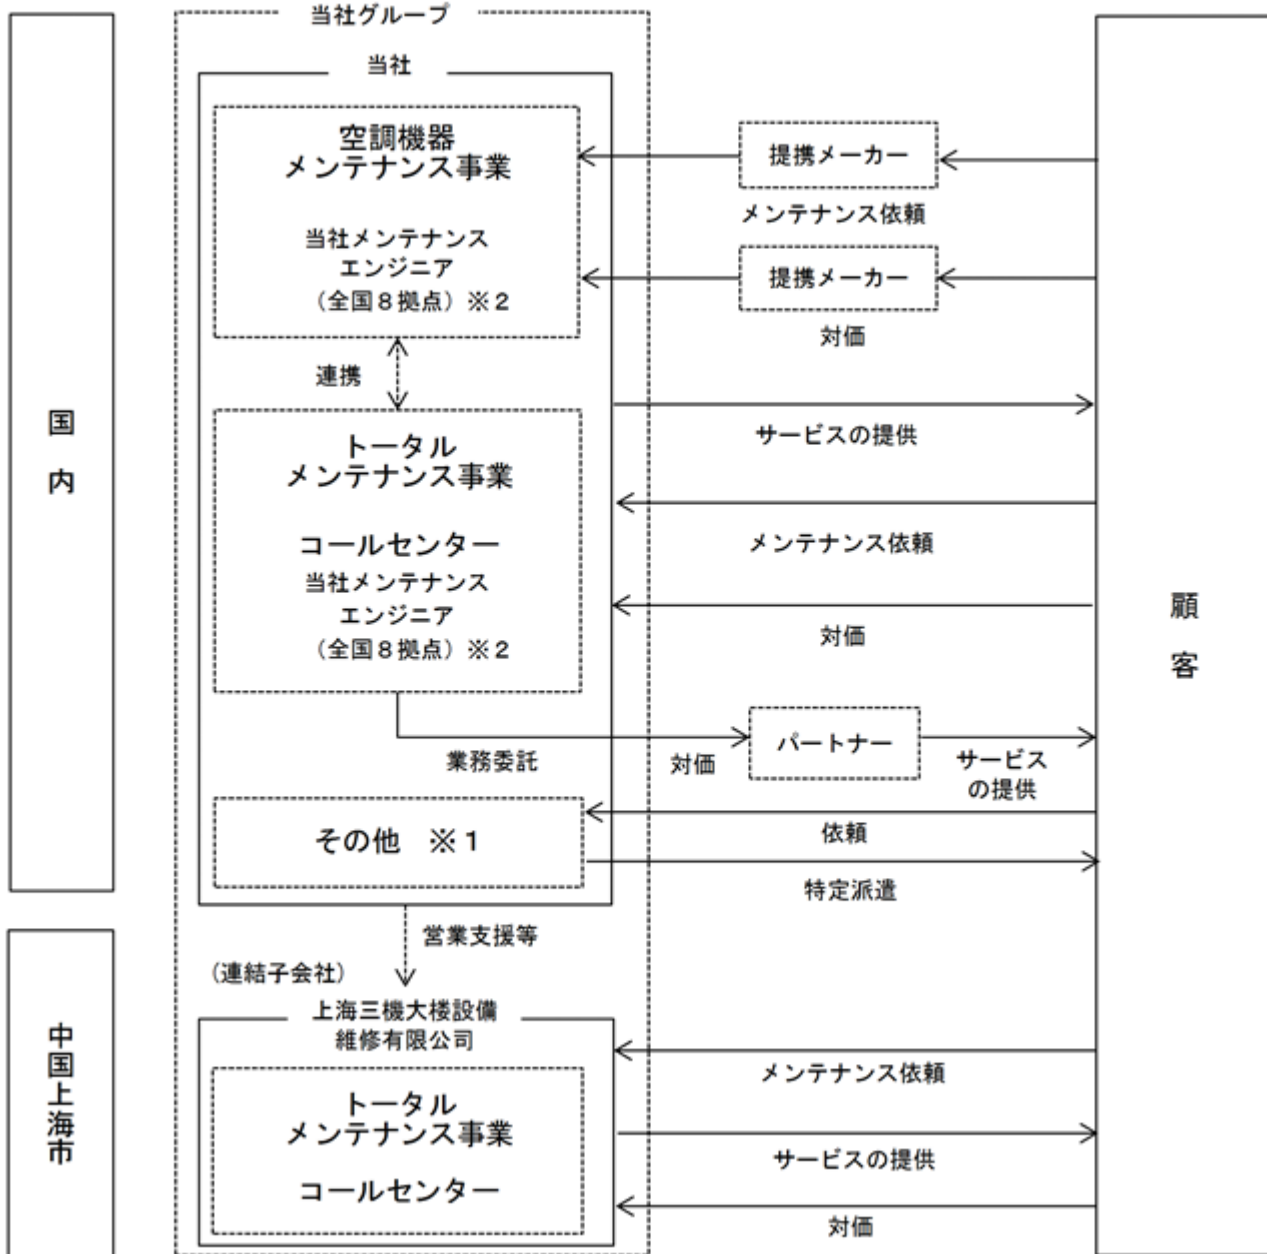 当社グループ
当社
空調機器
メンテナンス事業
当社メンテナンス
エンジニア
(全国8拠点)※2
提携メーカー
メンテナンス依頼
提携メーカー
対価
連携
国
内
トータル
メンテナンス事業
コールセンター
当社メンテナンス
エンジニア
(全国8拠点)※2
サービスの提供
メンテナンス依頼
対価
顧
客
業務委託
対価
パートナー
サービス
の提供
その他 ※1
依頼
特定派遣
営業支援等
(連結子会社)
中
国
上
海
市
上海三機大楼設備
維修有限公司
トータル
メンテナンス事業
コールセンター
メンテナンス依頼
サービスの提供
対価